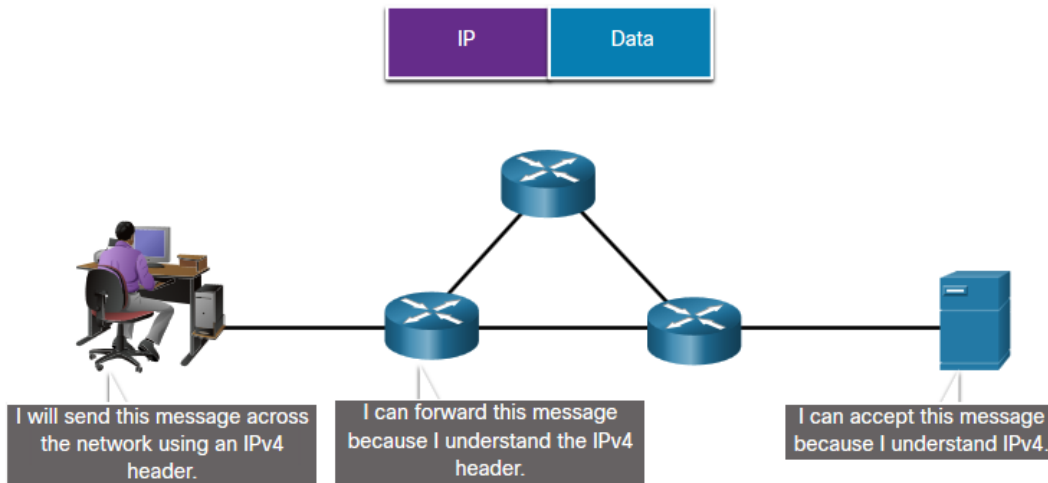 IP
Data
I will send this message across
the network using an IPv4
header.
I can forward this message
because I understand the IPv4
header.
I can accept this message
because I understand IPv4.